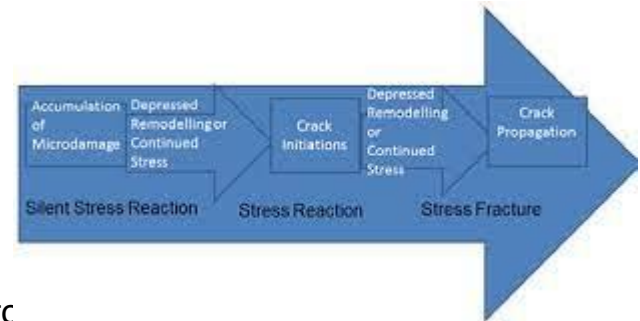 Accumulation
of
Microdamage
Depressed
Remodelling or
Continued
Stress
Crack
Initiations
Depressed
Remodelling
or
Continued
Stress
Crack
Propagation
Silent Stress Reaction
Stress Reaction
Stress Fracture